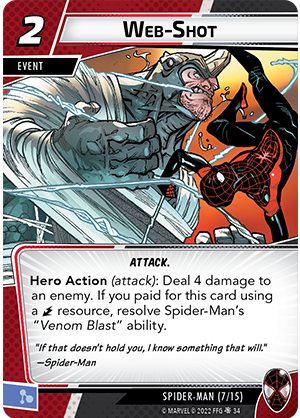 2
WEB-SHOT
EVENT
ATTACK.
Hero Action (attack): Deal 4 damage to
an enemy. If you paid for this card using
a resource, resolve Spider-Man's
"Venom Blast" ability.
"If that doesn't hold you, I know something that will."
—Spider-Man
SPIDER-MAN (7/15)
© MARVEL © 2022 FFG 34